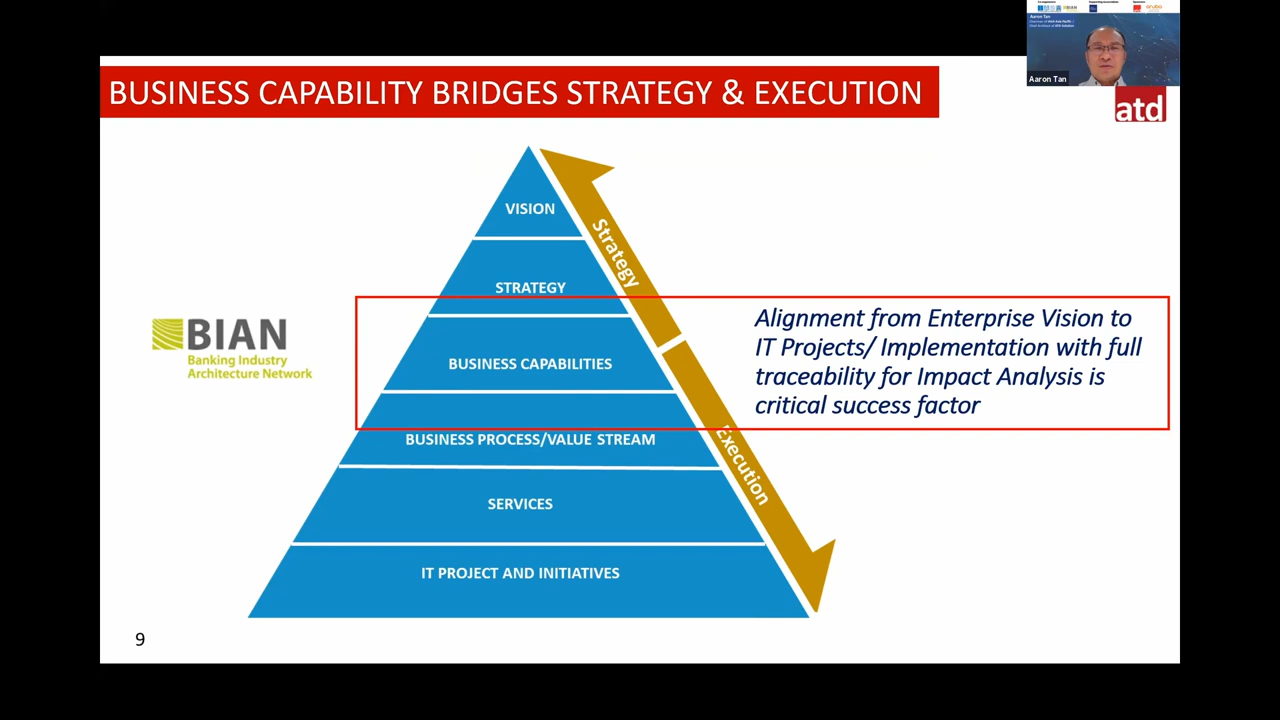 Aaron Tan
Aaron Tan
BUSINESS CAPABILITY BRIDGES STRATEGY & EXECUTION
atd
VISION
STRATEGY
BUSINESS CAPABILITIES
BUSINESS PROCESS/VALUE STREAM
SERVICES
IT PROJECT AND INITIATIVES
Strategy
Execution
BIAN
Banking Industry
Architecture Network
Alignment from Enterprise Vision to
IT Projects/ Implementation with full
traceability for Impact Analysis is
critical success factor
9